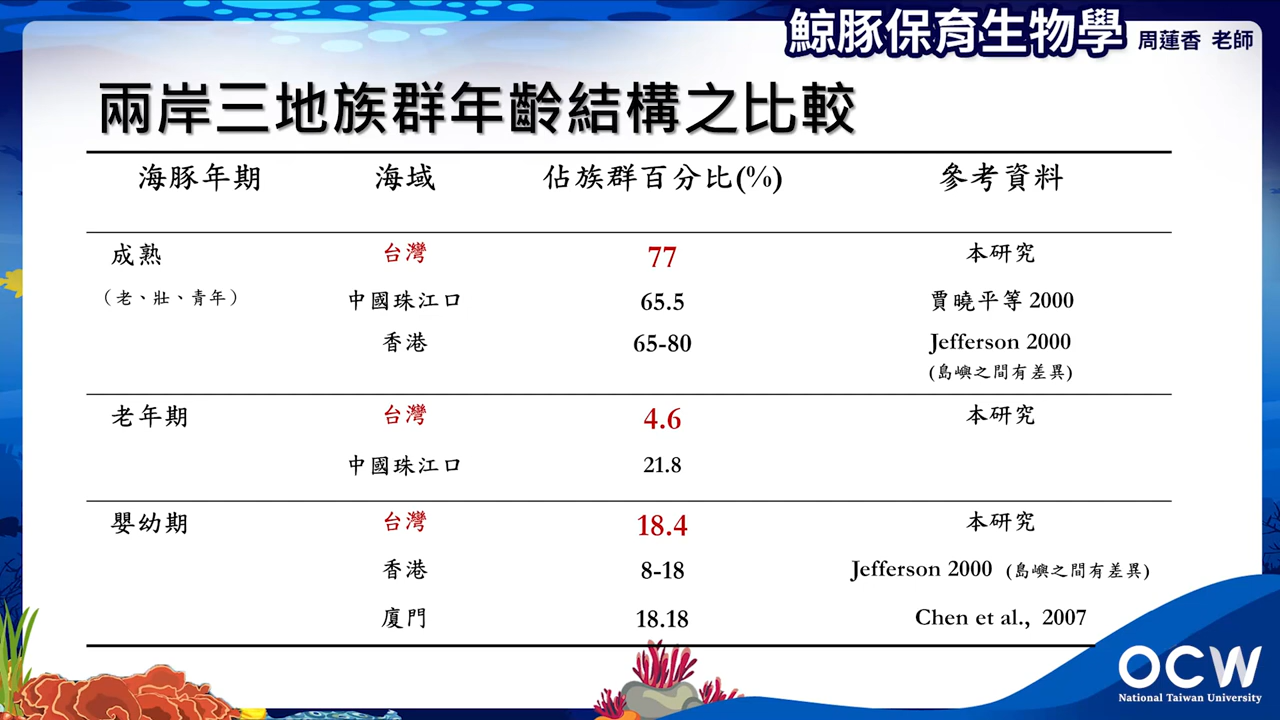 鯨豚保育生物學 周蓮香 老師
兩岸三地族群年齡結構之比較
海豚年期 海域 佔族群百分比(%) 參考資料
成熟 台灣 77 本研究
（老、壯、青年） 中國珠江口 65.5 賈曉平等 2000
香港 65-80 Jefferson 2000
(島嶼之間有差異)
老年期 台灣 4.6 本研究
中國珠江口 21.8
嬰幼期 台灣 18.4 本研究
香港 8-18 Jefferson 2000 (島嶼之間有差異)
廈門 18.18 Chen et al., 2007
OCW
National Taiwan University